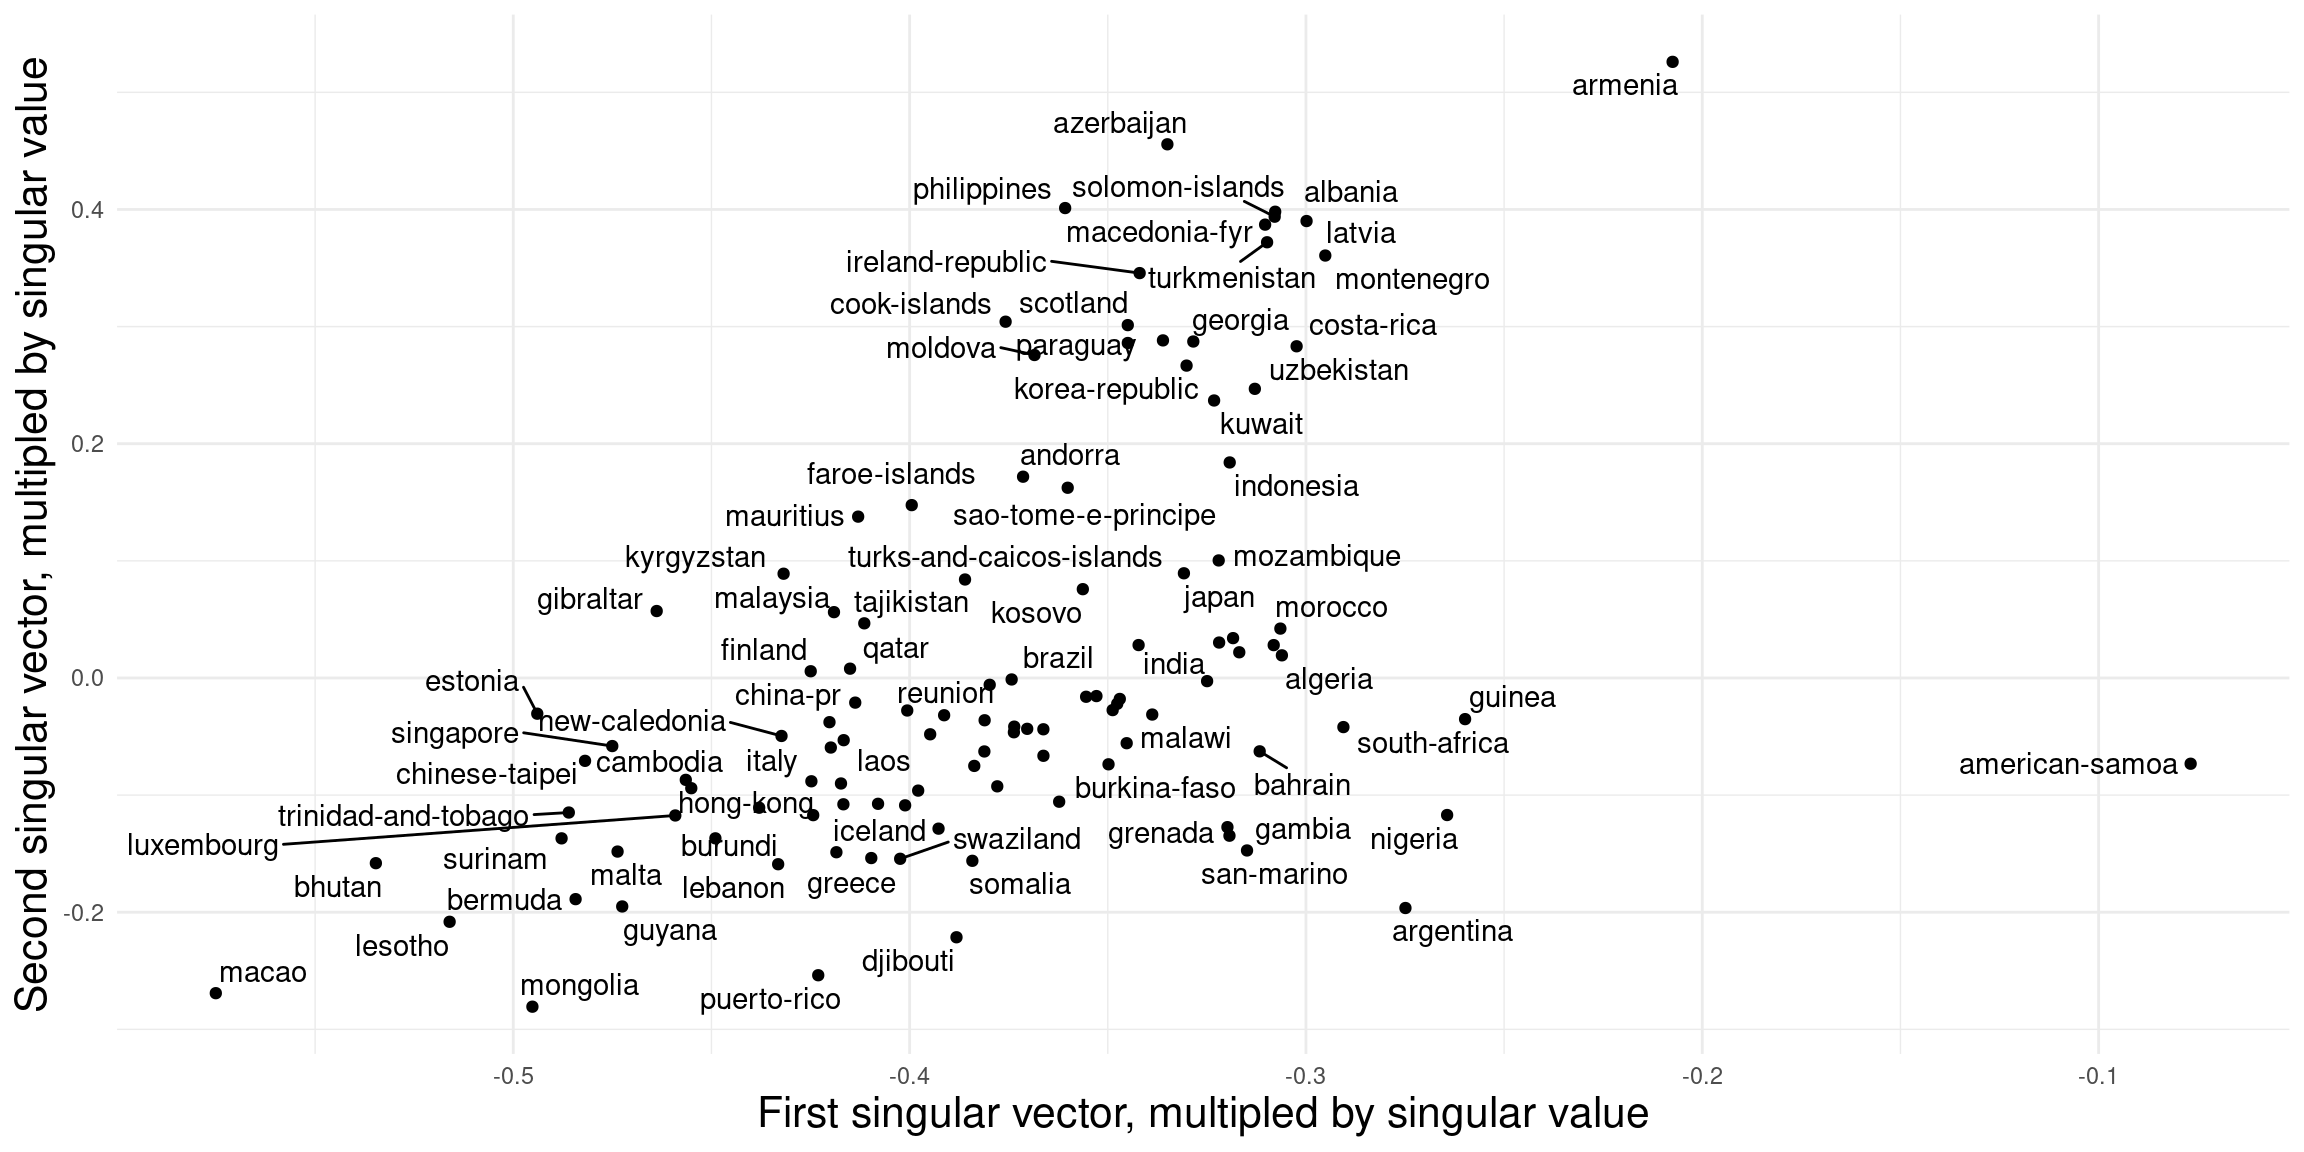 armenia
azerbaijan
philippines
solomon-islands
albania
macedonia-fyr
latvia
ireland-republic
turkmenistan
montenegro
cook-islands
scotland
georgia
costa-rica
moldova
paraguay
uzbekistan
korea-republic
kuwait
andorra
faroe-islands
indonesia
mauritius
sao-tome-e-principe
kyrgyzstan
turks-and-caicos-islands
mozambique
gibraltar
malaysia
tajikistan
kosovo
japan
morocco
finland
qatar
brazil
india
estonia
china-pr
reunion
algeria
guinea
new-caledonia
singapore
malawi
south-africa
chinese-taipei
cambodia
italy
laos
american-samoa
burkina-faso
bahrain
hong-kong
trinidad-and-tobago
luxembourg
iceland
grenada
gambia
nigeria
surinam
burundi
swaziland
bhutan
malta
lebanon
greece
somalia
san-marino
bermuda
guyana
argentina
lesotho
djibouti
macao
mongolia
puerto-rico
0.4
0.2
0.0
-0.2
-0.5
-0.4
-0.3
-0.2
-0.1
First singular vector, multipled by singular value
Second singular vector, multipled by singular value